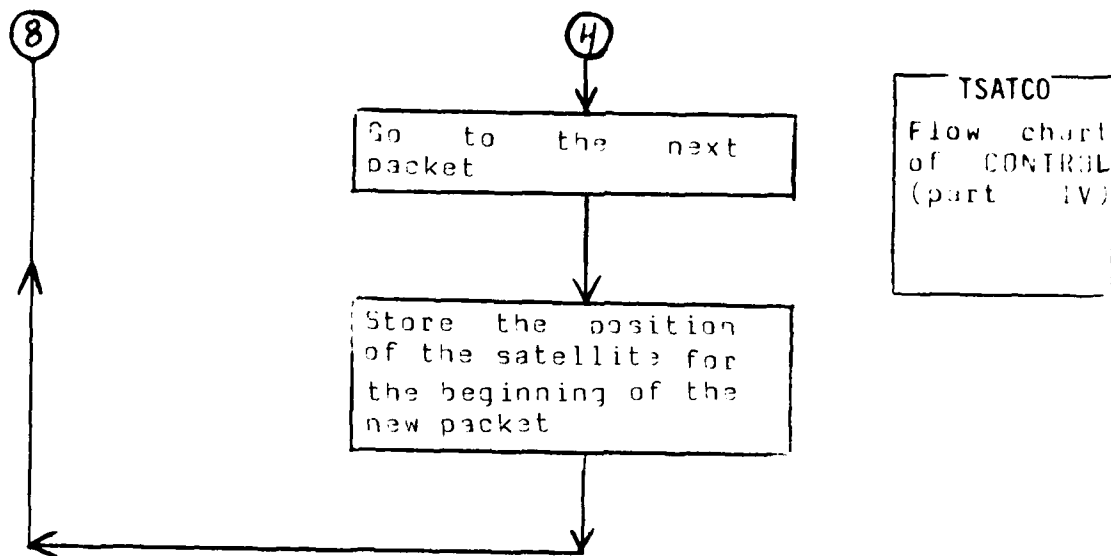 8
4
Go to the next
packet
Store the position
of the satellite for
the beginning of the
new packet
TSATCO
Flow chart
of CONTROL
(part IV)